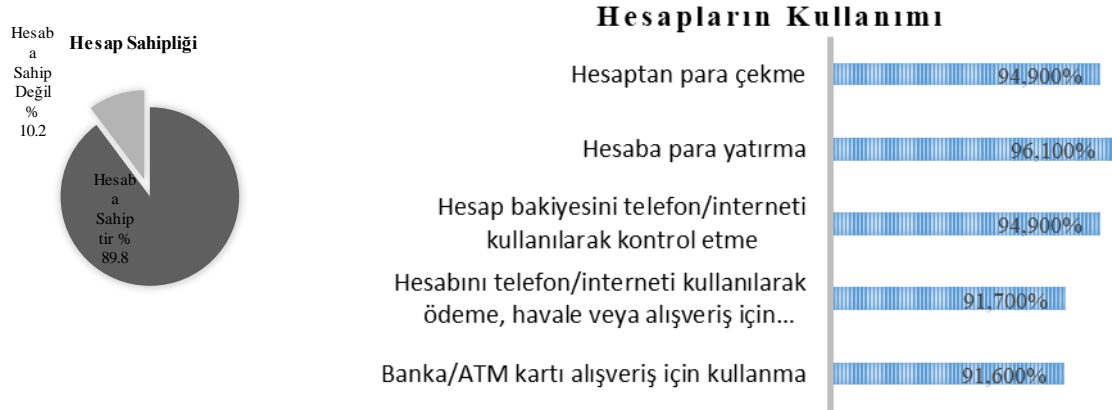 Hesap Sahipliği
Hesab
a
Sahip
Değil
%
10.2
Hesab
a
Sahip
tir %
89.8
Hesapların Kullanımı
Hesaptan para çekme
94,900%
Hesaba para yatırma
96,100%
Hesap bakiyesini telefon/interneti
kullanılarak kontrol etme
94,900%
Hesabını telefon/interneti kullanılarak
ödeme, havale veya alışveriş için...
91,700%
Banka/ATM kartı alışveriş için kullanma
91,600%